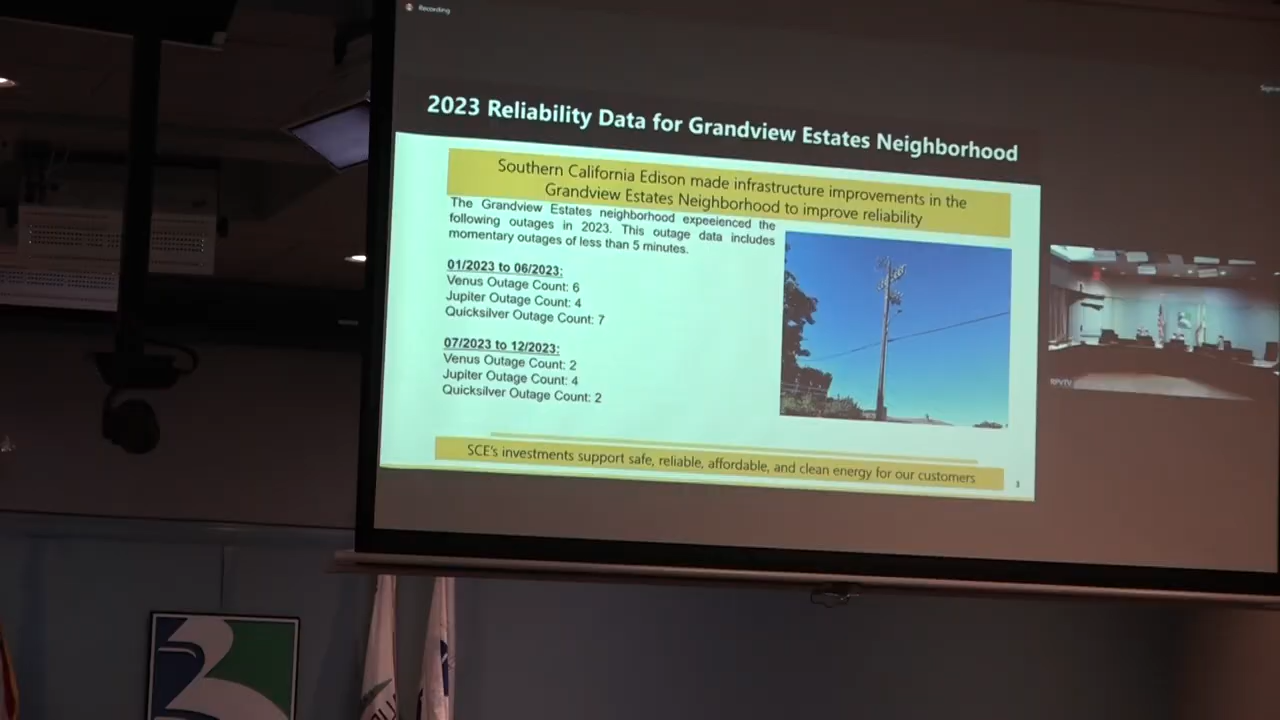 Recording
2023 Reliability Data for Grandview Estates Neighborhood
Southern California Edison made infrastructure improvements in the
Grandview Estates Neighborhood to improve reliability
The Grandview Estates neighborhood expeeienced the
following outages in 2023. This outage data includes
momentary outages of less than 5 minutes.
01/2023 to 06/2023:
Venus Outage Count: 6
Jupiter Outage Count: 4
Quicksilver Outage Count: 7
07/2023 to 12/2023:
Venus Outage Count: 2
Jupiter Outage Count: 4
Quicksilver Outage Count: 2
SCE's investments support safe, reliable, affordable, and clean energy for our customers
3
RPVTV